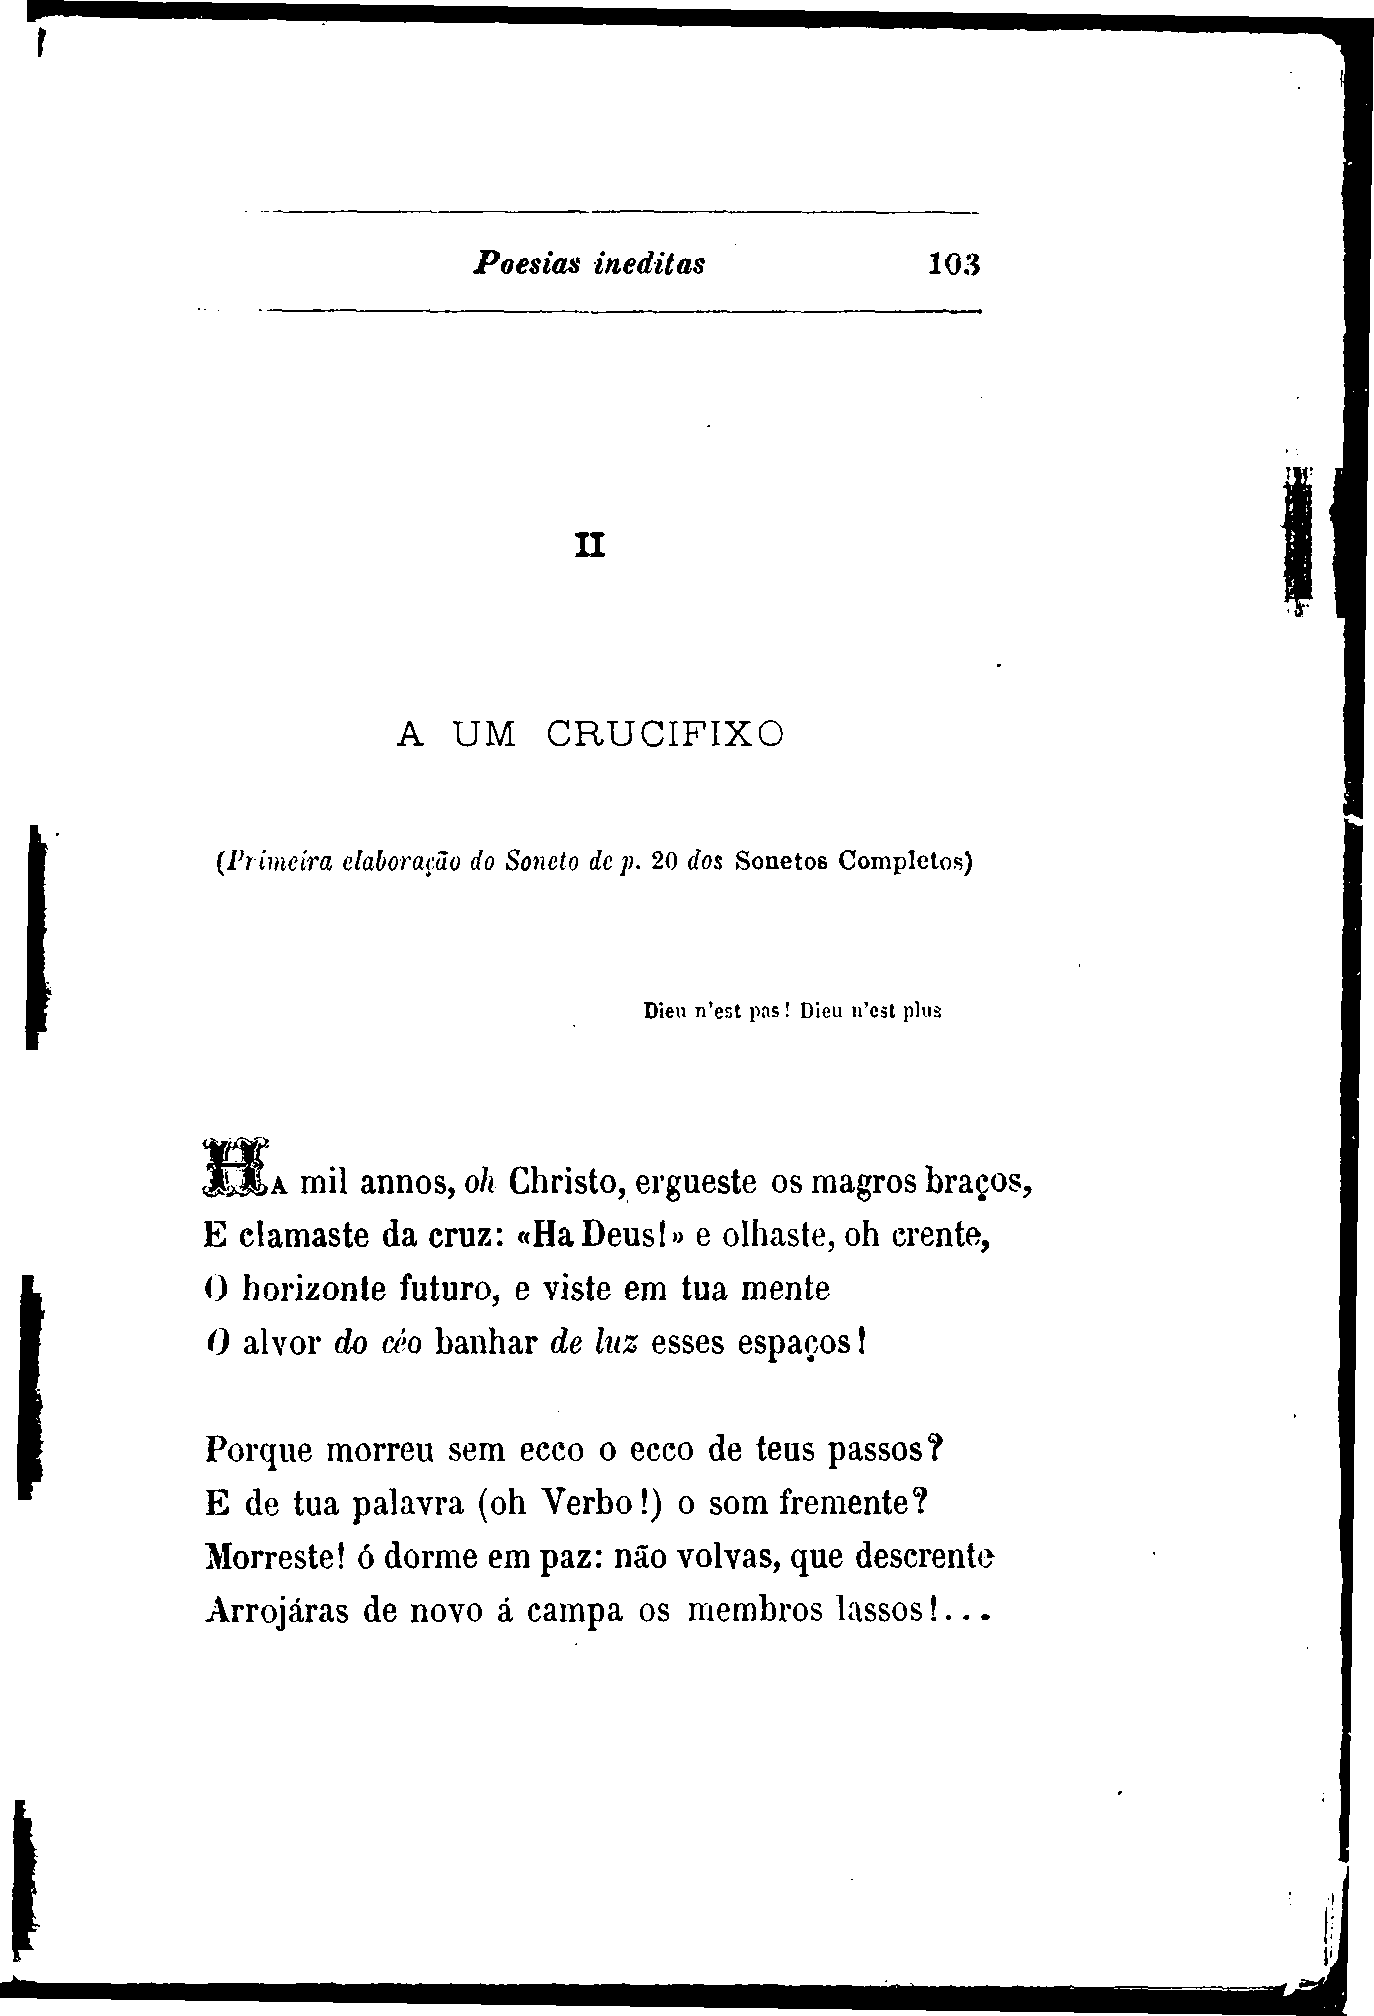 Poesias ineditas 103
II
A UM CRUCIFIXO
(Primeira elaboração do Soneto de p. 20 dos Sonetos Completos)
Dieu n'est pas! Dieu n'est plus
HA mil annos, oh Christo, ergueste os magros braços,
E clamaste da cruz: «Ha Deus!» e olhaste, oh crente,
O horizonte futuro, e viste em tua mente
O alvor do céo banhar de luz esses espaços!
Porque morreu sem ecco o ecco de teus passos?
E de tua palavra (oh Verbo!) o som fremente?
Morreste! ó dorme em paz: não volvas, que descrente
Arrojáras de novo á campa os membros lassos!...